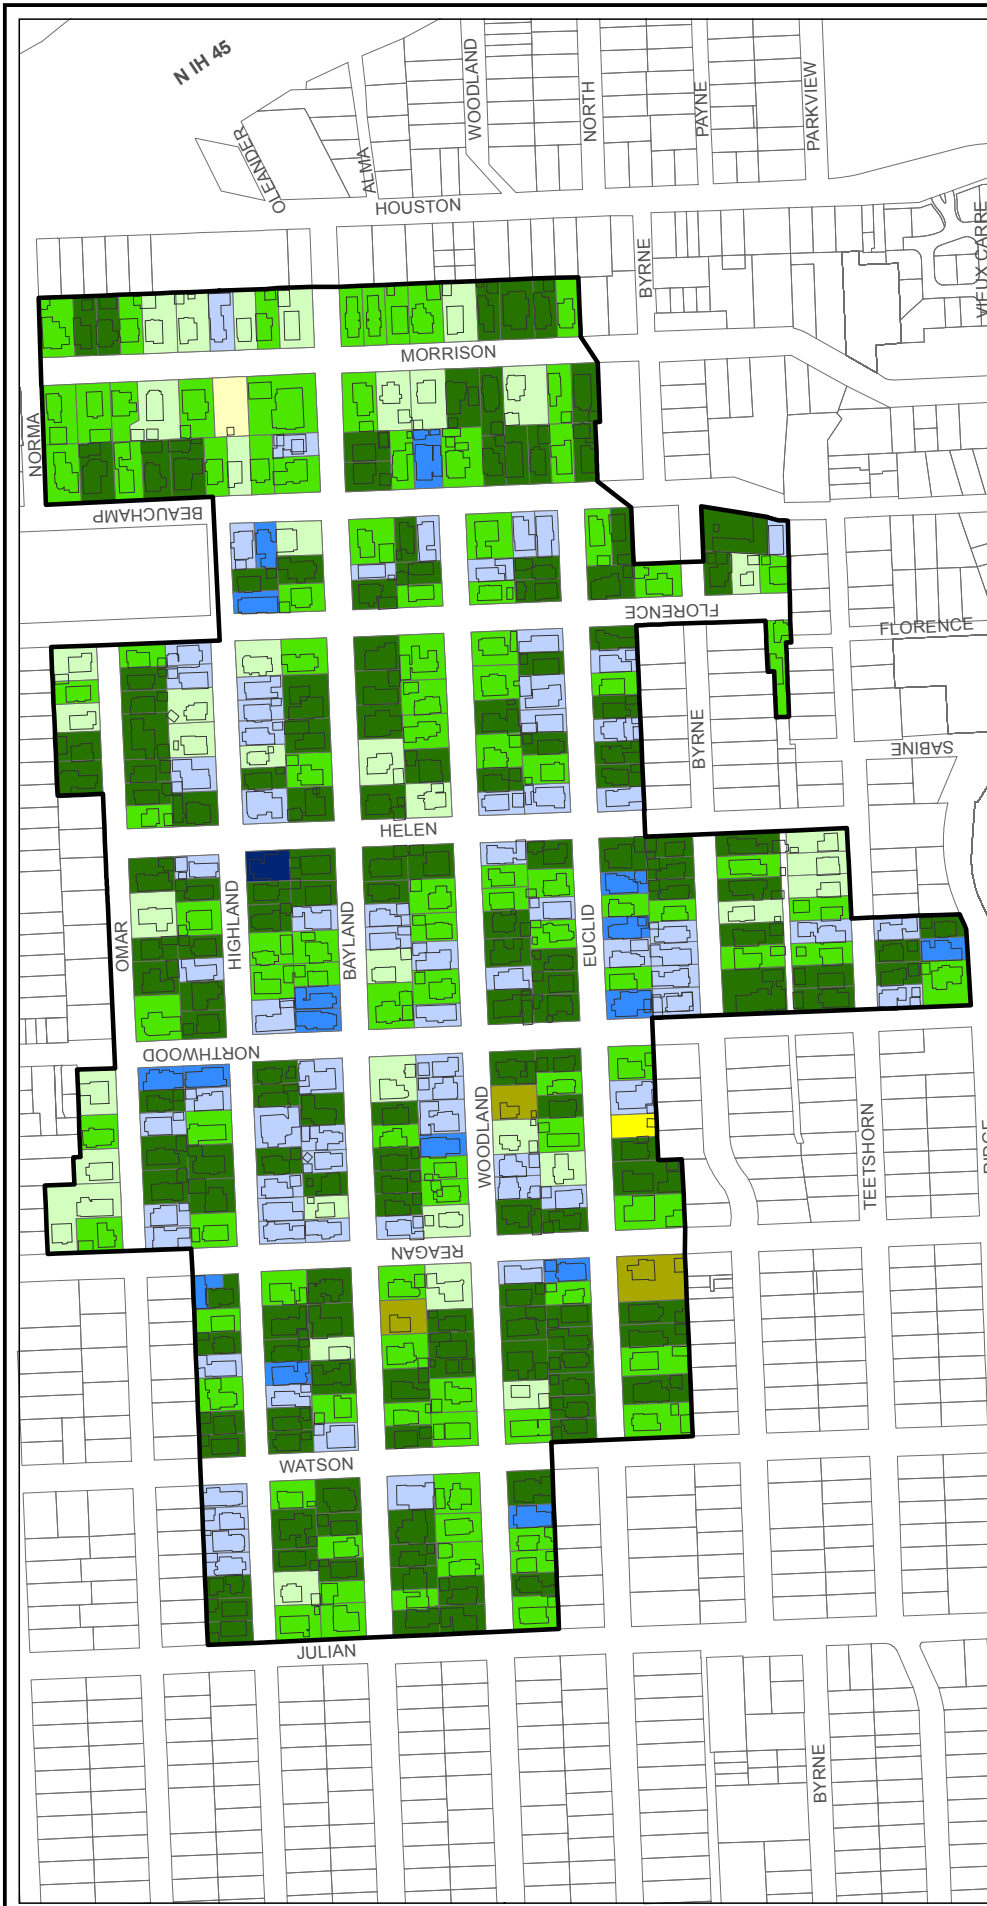 N IH 45
WOODLAND
NORTH
PAYNE
PARKVIEW
OLEANDER
ALMA
HOUSTON
BYRNE
VIEUX CARRE
MORRISON
NORMA
BEAUCHAMP
FLORENCE
FLORENCE
BYRNE
SABINE
HELEN
OMAR
HIGHLAND
BAYLAND
EUCLID
NORTHWOOD
WOODLAND
TEETSHORN
REAGAN
WATSON
JULIAN
BYRNE